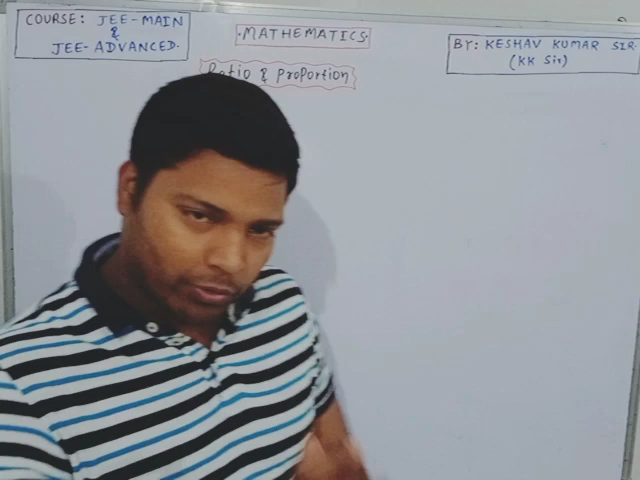 COURSE: JEE-MAIN
&
JEE-ADVANCED.
·MATHEMATICS·
BY: KESHAV KUMAR SIR.
(KK Sir)
Ratio & Proportion